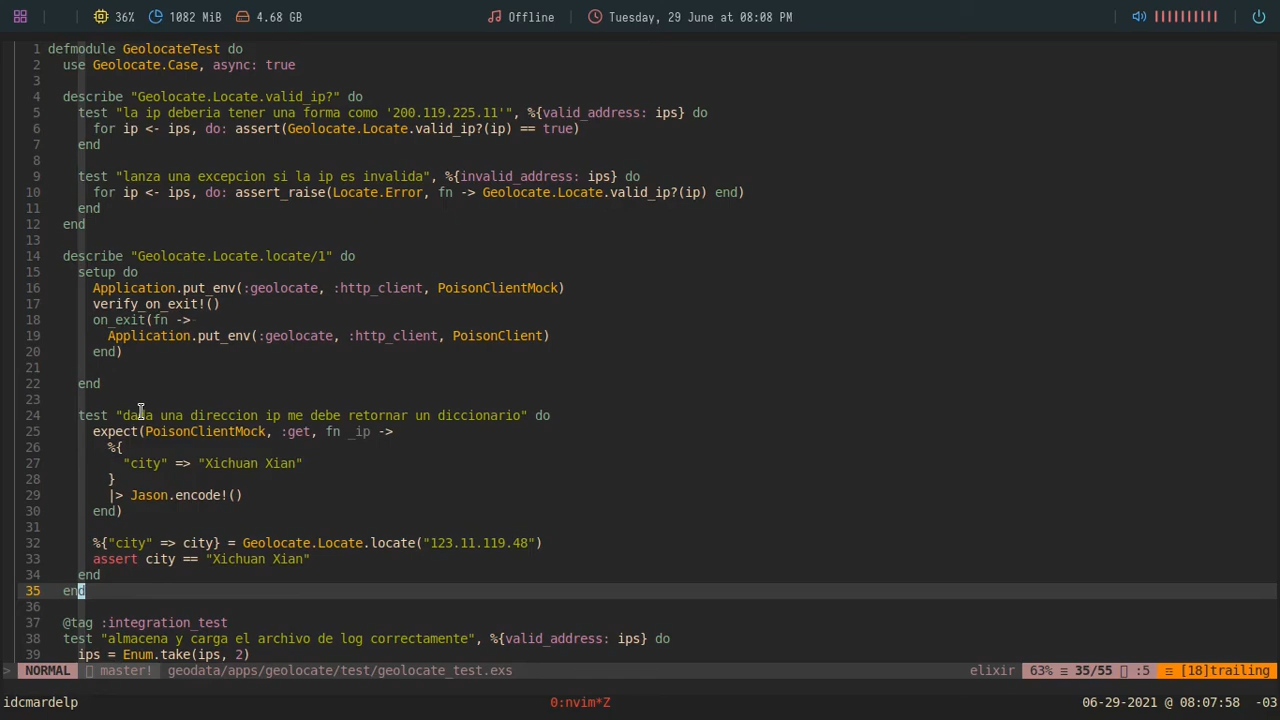 36% 1082 MiB 4.68 GB Offline Tuesday, 29 June at 08:08 PM
1 defmodule GeolocateTest do
2 use Geolocate.Case, async: true
3
4 describe "Geolocate.Locate.valid_ip?" do
5 test "la ip deberia tener una forma como '200.119.225.11'", %{valid_address: ips} do
6 for ip <- ips, do: assert(Geolocate.Locate.valid_ip?(ip) == true)
7 end
8
9 test "lanza una excepcion si la ip es invalida", %{invalid_address: ips} do
10 for ip <- ips, do: assert_raise(Locate.Error, fn -> Geolocate.Locate.valid_ip?(ip) end)
11 end
12 end
13
14 describe "Geolocate.Locate.locate/1" do
15 setup do
16 Application.put_env(:geolocate, :http_client, PoisonClientMock)
17 verify_on_exit!()
18 on_exit(fn ->
19 Application.put_env(:geolocate, :http_client, PoisonClient)
20 end)
21
22 end
23
24 test "dada una direccion ip me debe retornar un diccionario" do
25 expect(PoisonClientMock, :get, fn _ip ->
26 %{
27 "city" => "Xichuan Xian"
28 }
29 |> Jason.encode!()
30 end)
31
32 %{"city" => city} = Geolocate.Locate.locate("123.11.119.48")
33 assert city == "Xichuan Xian"
34 end
35 end
36
37 @tag :integration_test
38 test "almacena y carga el archivo de log correctamente", %{valid_address: ips} do
39 ips = Enum.take(ips, 2)
> NORMAL master! geodata/apps/geolocate/test/geolocate_test.exs elixir 63% ≡ 35/55 :5 ≡ [18]trailing
idcmardelp 0:nvim*Z 06-29-2021 @ 08:07:58 -03